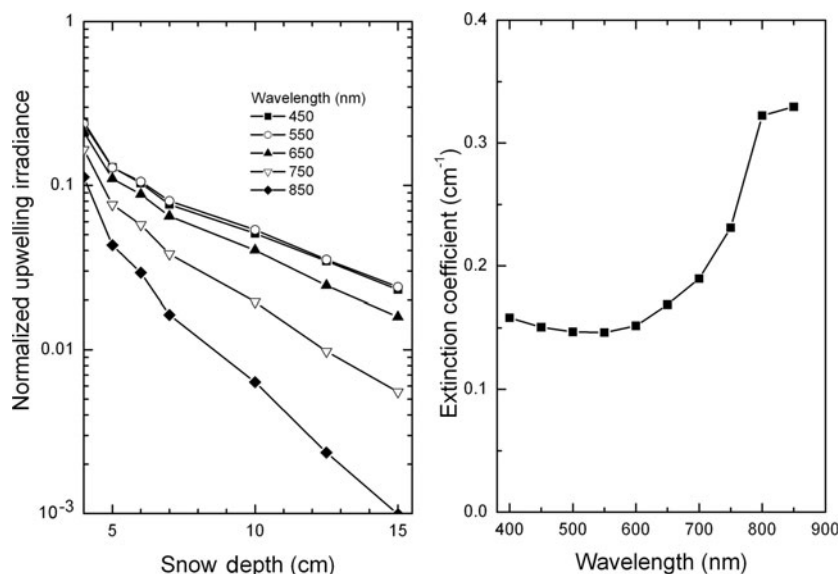 Normalized upwelling irradiance
1
0.1
0.01
10-3
Wavelength (nm)
450
550
650
750
850
5 10 15
Snow depth (cm)
Extinction coefficient (cm-1)
0.4
0.3
0.2
0.1
0.0
400 500 600 700 800 900
Wavelength (nm)